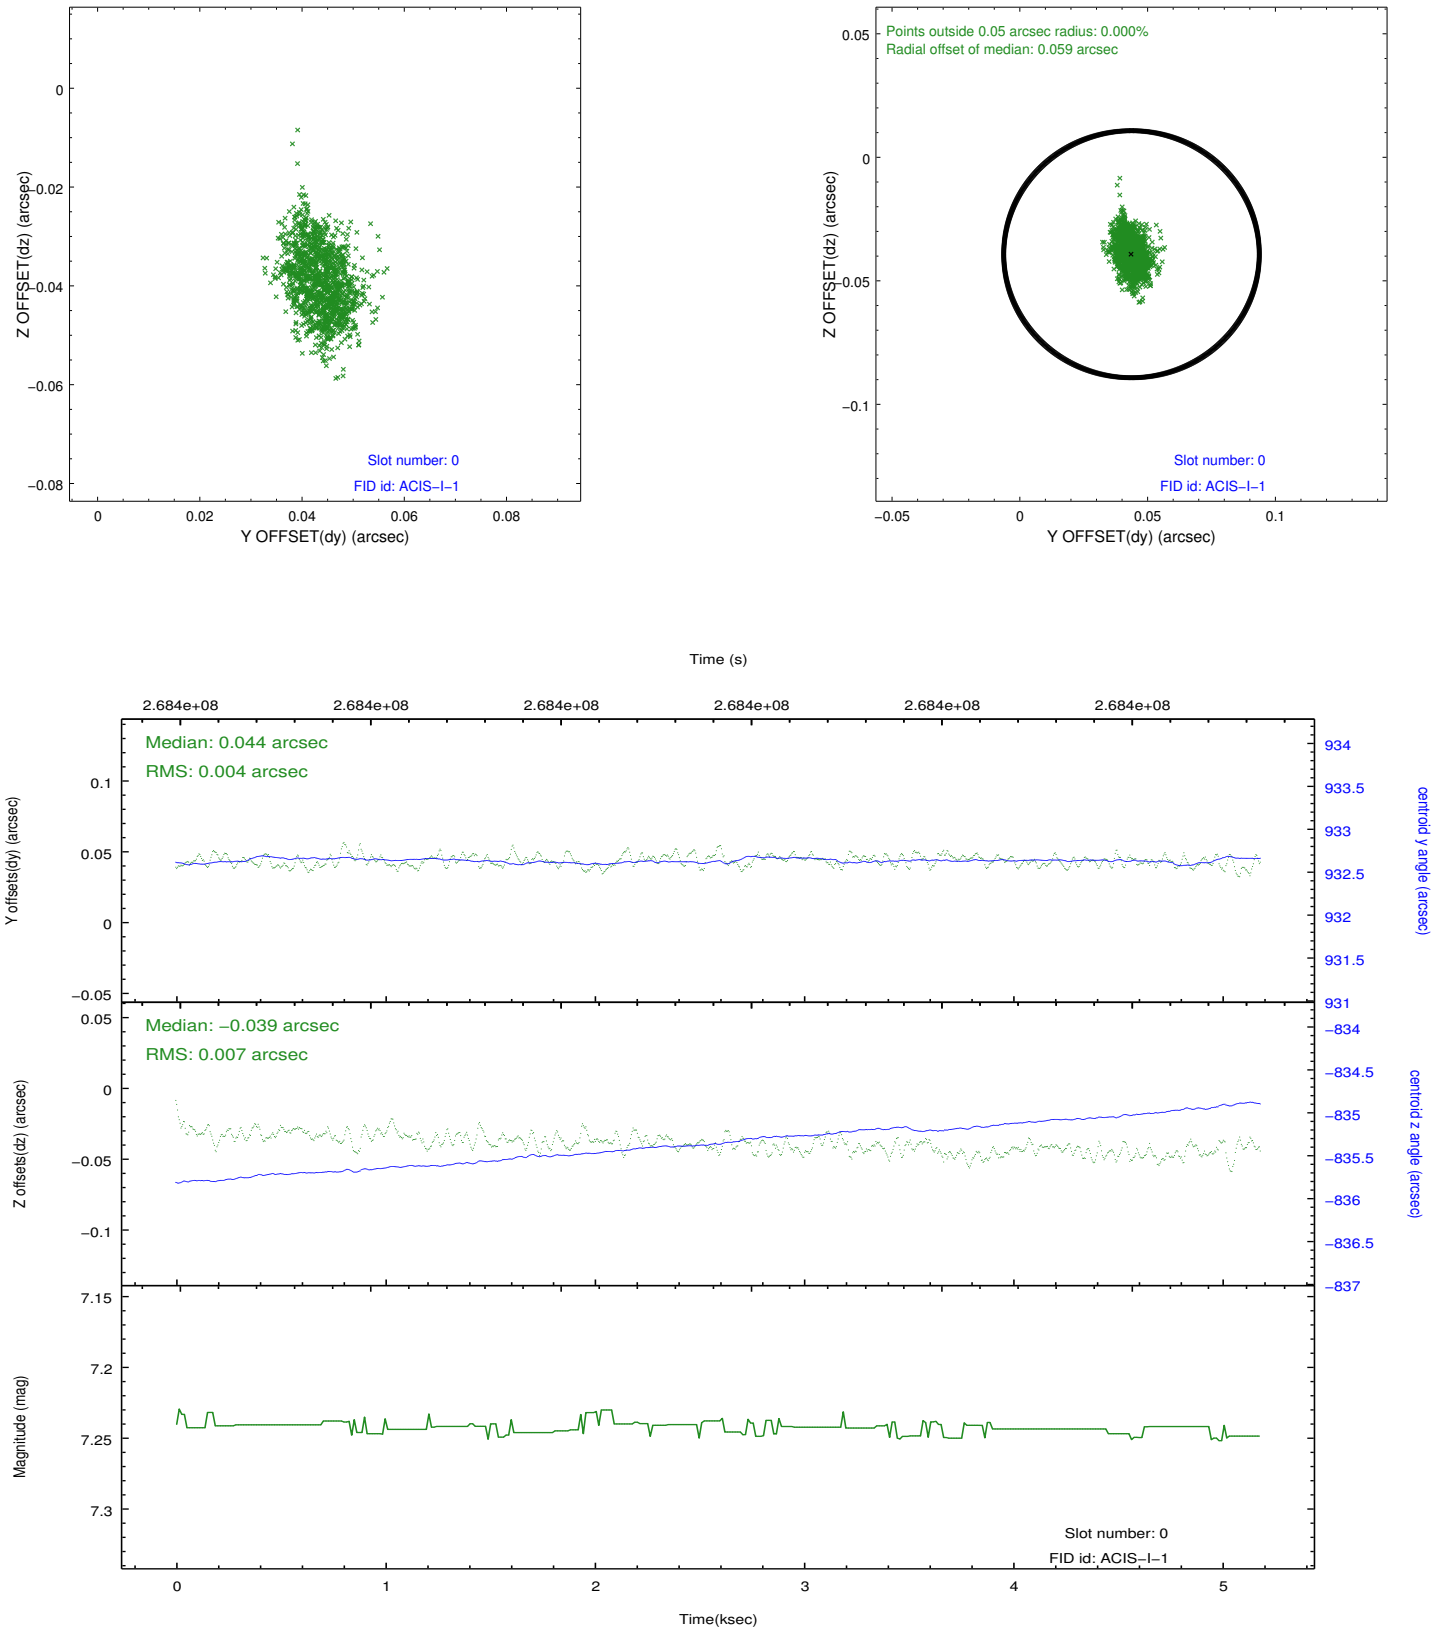 0
−0.02
−0.04
−0.06
−0.08
Z OFFSET(dz) (arcsec)
Slot number: 0
FID id: ACIS−I−1
0 0.02 0.04 0.06 0.08
Y OFFSET(dy) (arcsec)
Points outside 0.05 arcsec radius: 0.000%
Radial offset of median: 0.059 arcsec
0.05
0
−0.05
−0.1
Z OFFSET(dz) (arcsec)
Slot number: 0
FID id: ACIS−I−1
−0.05 0 0.05 0.1
Y OFFSET(dy) (arcsec)
Time (s)
2.684e+08 2.684e+08 2.684e+08 2.684e+08 2.684e+08 2.684e+08
Median: 0.044 arcsec
RMS: 0.004 arcsec
0.1
0.05
0
−0.05
Y offsets(dy) (arcsec)
934
933.5
933
932.5
932
931.5
931
centroid y angle (arcsec)
Median: −0.039 arcsec
RMS: 0.007 arcsec
0.05
0
−0.05
−0.1
Z offsets(dz) (arcsec)
−834
−834.5
−835
−835.5
−836
−836.5
−837
centroid z angle (arcsec)
7.15
7.2
7.25
7.3
Magnitude (mag)
Slot number: 0
FID id: ACIS−I−1
0 1 2 3 4 5
Time(ksec)